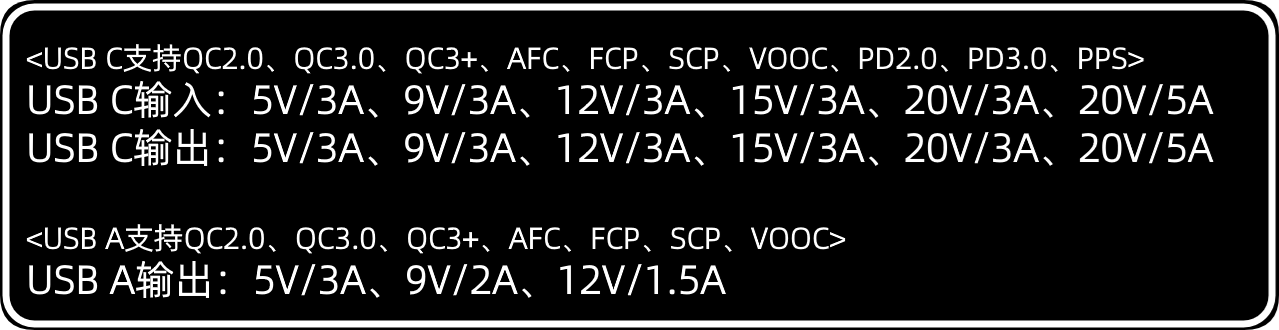 <USB C支持QC2.0、QC3.0、QC3+、AFC、FCP、SCP、VOOC、PD2.0、PD3.0、PPS>
USB C输入：5V/3A、9V/3A、12V/3A、15V/3A、20V/3A、20V/5A
USB C输出：5V/3A、9V/3A、12V/3A、15V/3A、20V/3A、20V/5A
<USB A支持QC2.0、QC3.0、QC3+、AFC、FCP、SCP、VOOC>
USB A输出：5V/3A、9V/2A、12V/1.5A